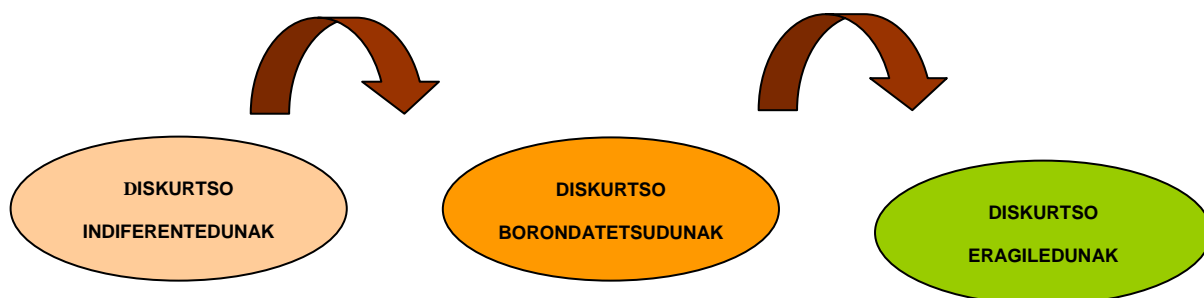 DISKURTSO
INDIFERENTEDUNAK
DISKURTSO
BORONDATETSUDUNAK
DISKURTSO
ERAGILEDUNAK